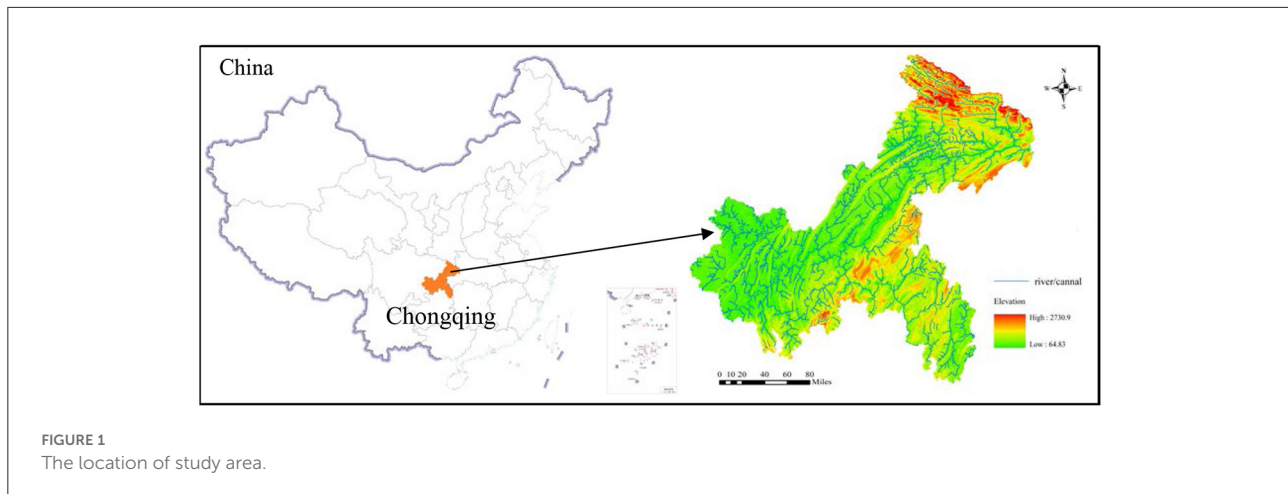 China
Chongqing
N
W E
S
river/cannal
Elevation
High : 2730.9
Low : 64.83
0 10 20 40 60 80
Miles
FIGURE 1
The location of study area.